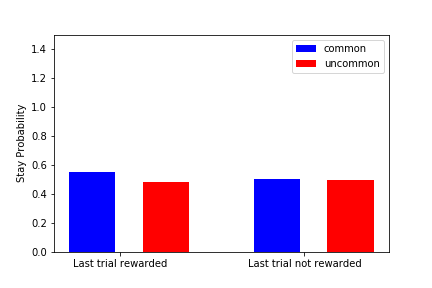 1.4
1.2
1.0
0.8
0.6
0.4
0.2
0.0
Stay Probability
common
uncommon
Last trial rewarded
Last trial not rewarded